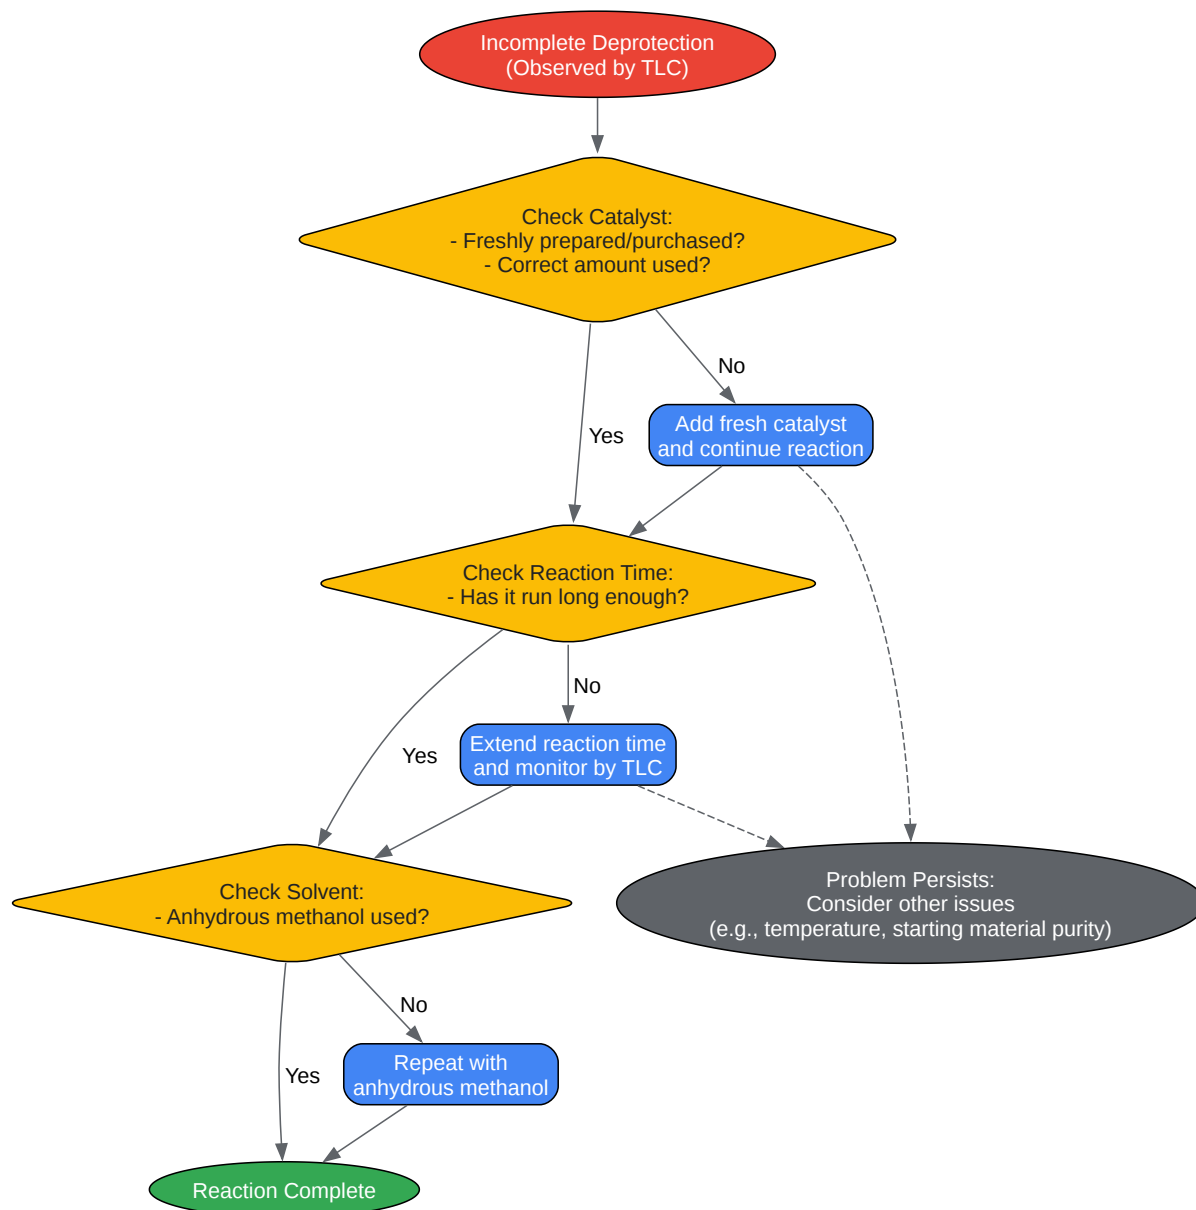 Incomplete Deprotection
(Observed by TLC)
Check Catalyst:
- Freshly prepared/purchased?
- Correct amount used?
No
Add fresh catalyst
and continue reaction
Yes
Check Reaction Time:
- Has it run long enough?
No
Extend reaction time
and monitor by TLC
Yes
Check Solvent:
- Anhydrous methanol used?
Problem Persists:
Consider other issues
(e.g., temperature, starting material purity)
No
Repeat with
anhydrous methanol
Yes
Reaction Complete